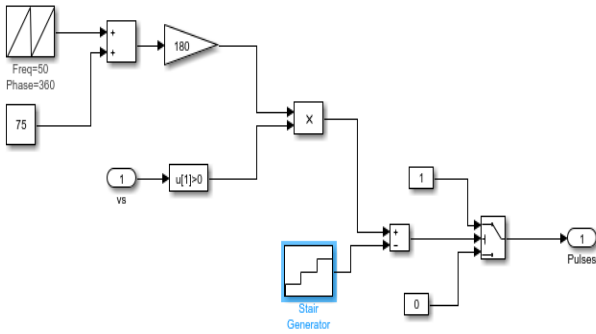 +
+
180
Freq=50
Phase=360
75
X
1
vs
u[1]>0
1
+
−
1
Pulses
Stair
Generator
0